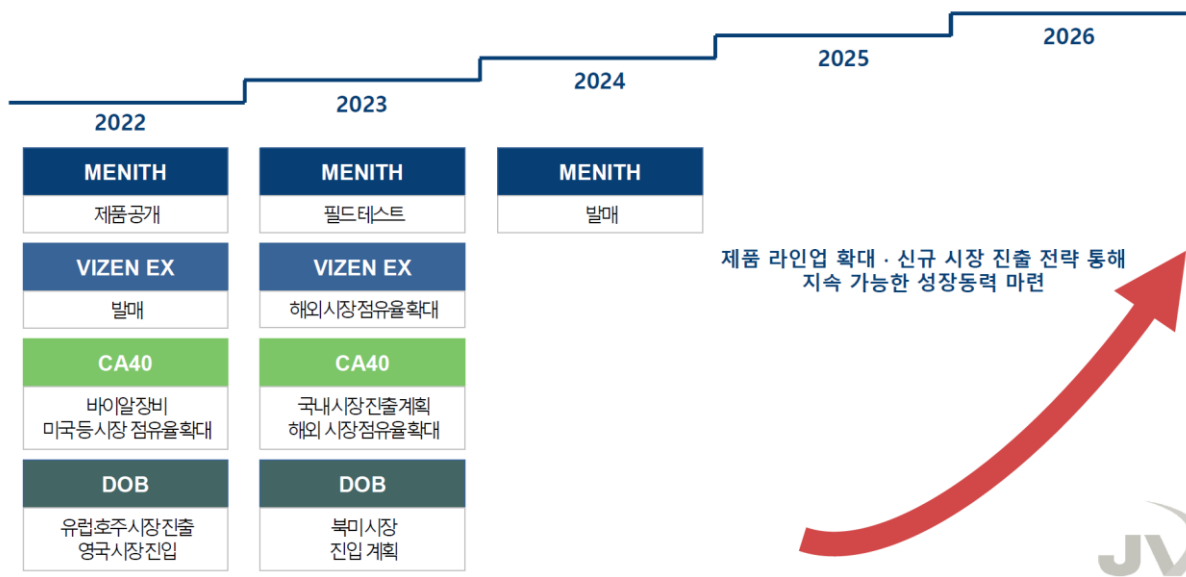 2022
2023
2024
2025
2026
MENITH
제품공개
VIZEN EX
발매
CA40
바이알장비
미국등시장 점유율확대
DOB
유럽호주시장진출
영국시장진입
MENITH
필드테스트
VIZEN EX
해외시장점유율확대
CA40
국내시장진출계획
해외 시장점유율확대
DOB
북미시장
진입 계획
MENITH
발매
제품 라인업 확대 · 신규 시장 진출 전략 통해
지속 가능한 성장동력 마련
JV